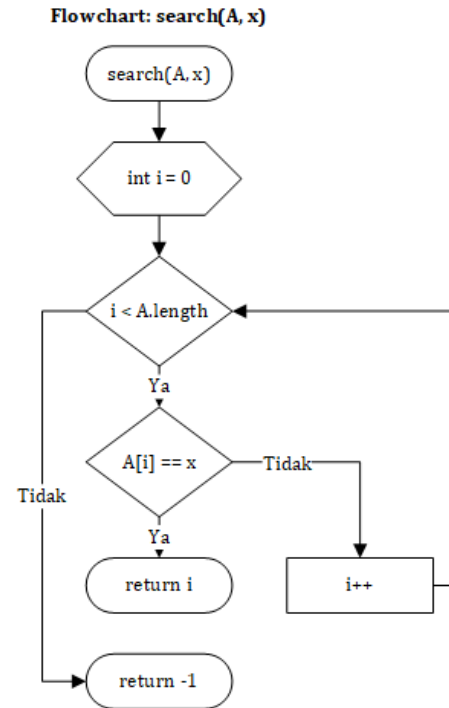 Flowchart: search(A, x)
search(A, x)
int i = 0
i < A.length
Ya
A[i] == x
Tidak
Tidak
Ya
return i
i++
return -1